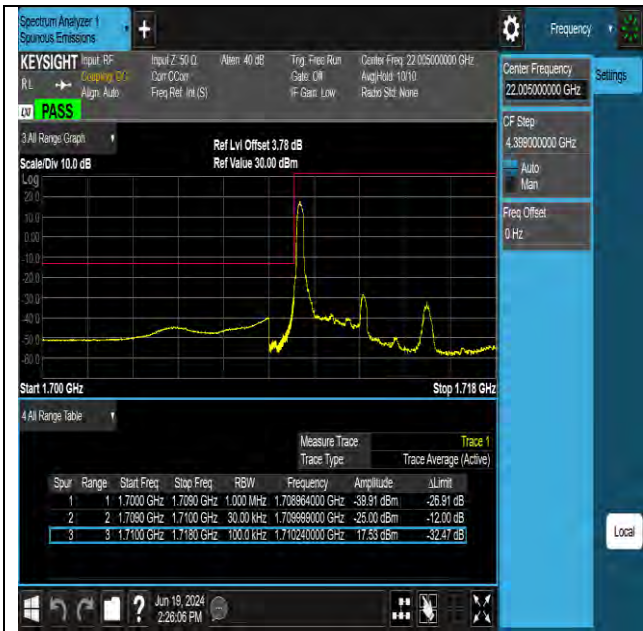 Spectrum Analyzer 1
Spurious Emissions
Frequency
KEYSIGHT Input: RF Input Z: 50 Ω Atten: 40 dB Trig: Free Run Center Freq: 22.005000000 GHz
RL Coupling: DC Corr CCorr Gate: Off Avg|Hold: 10/10
Align: Auto Freq Ref: Int (S) IF Gain: Low Radio Std: None
PASS
Center Frequency
22.005000000 GHz
Settings
CF Step
4.399000000 GHz
Auto
Man
Freq Offset
0 Hz
3 All Range Graph
Ref Lvl Offset 3.78 dB
Scale/Div 10.0 dB Ref Value 30.00 dBm
Log
20.0
10.0
0.00
-10.0
-20.0
-30.0
-40.0
-50.0
-60.0
Start 1.700 GHz Stop 1.718 GHz
4 All Range Table
Measure Trace Trace 1
Trace Type Trace Average (Active)
Spur Range Start Freq Stop Freq RBW Frequency Amplitude ΔLimit
1 1 1.7000 GHz 1.7090 GHz 1.000 MHz 1.708964000 GHz -39.91 dBm -26.91 dB
2 2 1.7090 GHz 1.7100 GHz 30.00 kHz 1.709999000 GHz -25.00 dBm -12.00 dB
3 3 1.7100 GHz 1.7180 GHz 100.0 kHz 1.710240000 GHz 17.53 dBm -32.47 dB
Local
Jun 19, 2024
2:26:06 PM